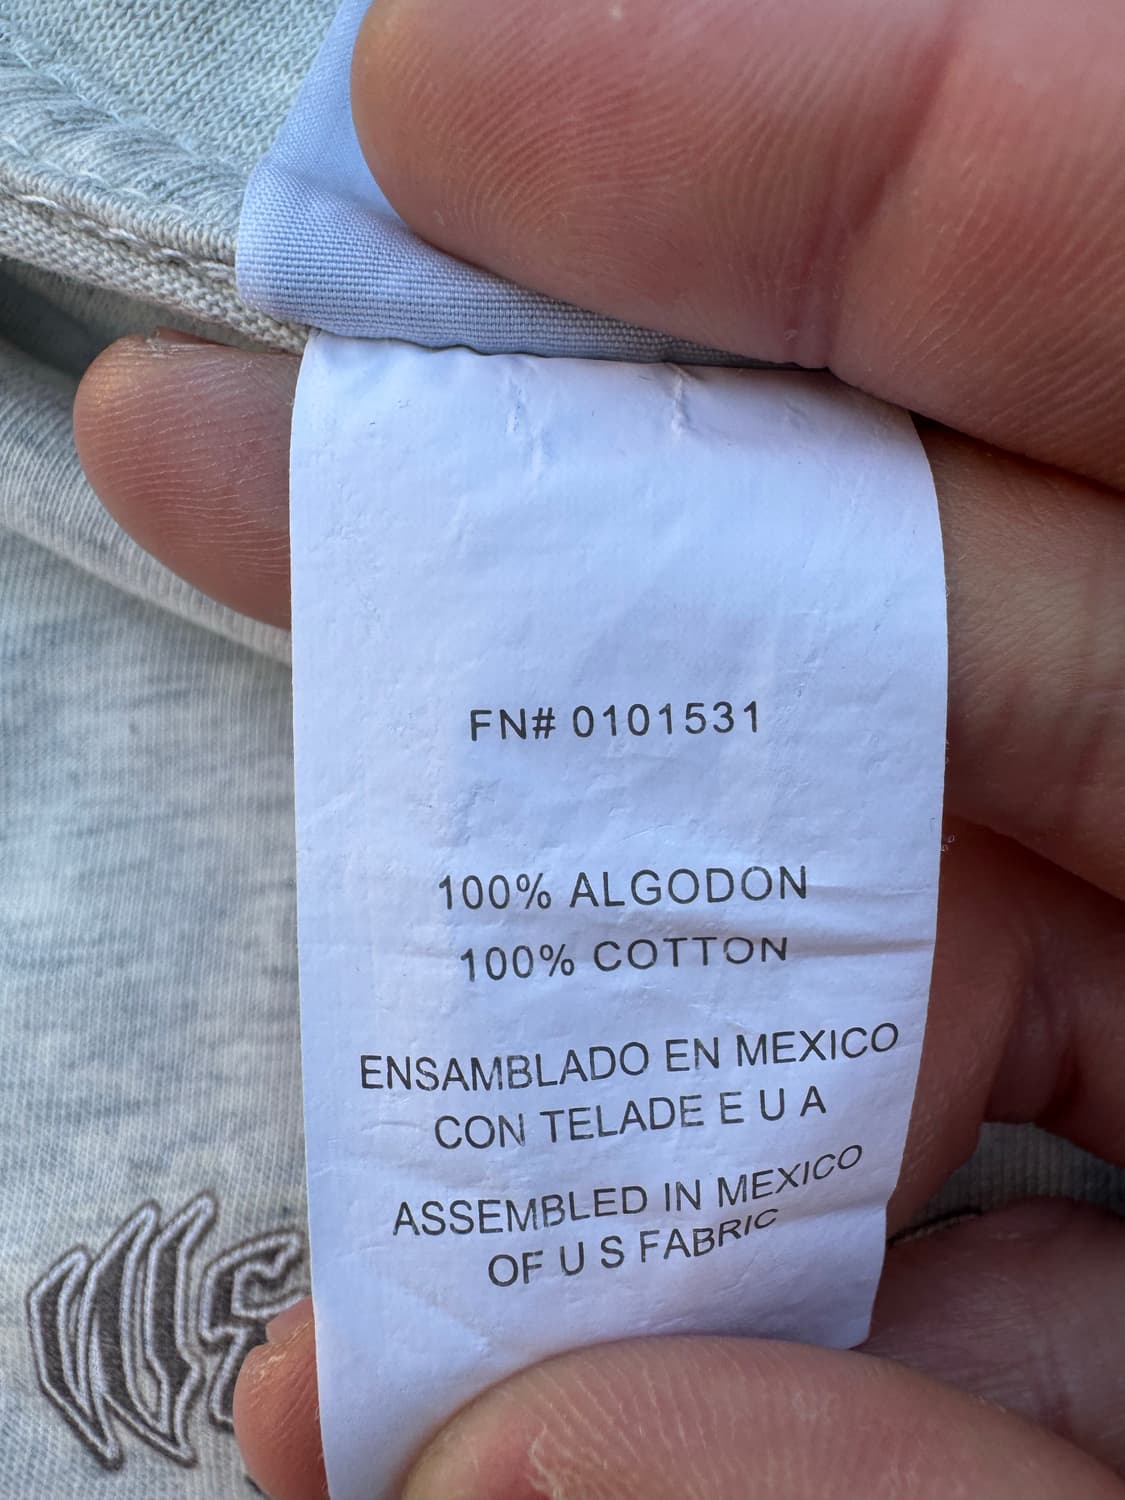 FN# 0101531
100% ALGODON
100% COTTON
ENSAMBLADO EN MEXICO
CON TELADE E U A
ASSEMBLED IN MEXICO
OF U S FABRIC